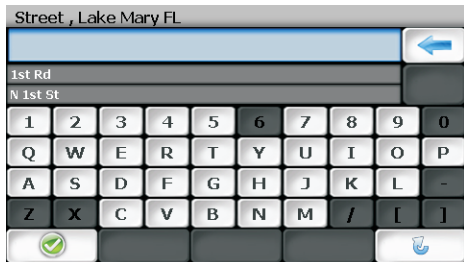 Street , Lake Mary FL
1st Rd
N 1st St
1 2 3 4 5 6 7 8 9 0
Q W E R T Y U I O P
A S D F G H J K L -
Z X C V B N M / [ ]